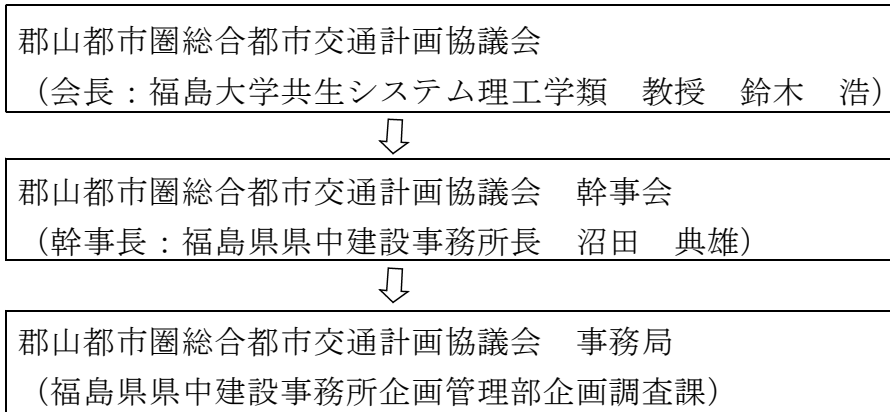 郡山都市圏総合都市交通計画協議会
（会長：福島大学共生システム理工学類　教授　鈴木　浩）
郡山都市圏総合都市交通計画協議会　幹事会
（幹事長：福島県県中建設事務所長　沼田　典雄）
郡山都市圏総合都市交通計画協議会　事務局
（福島県県中建設事務所企画管理部企画調査課）